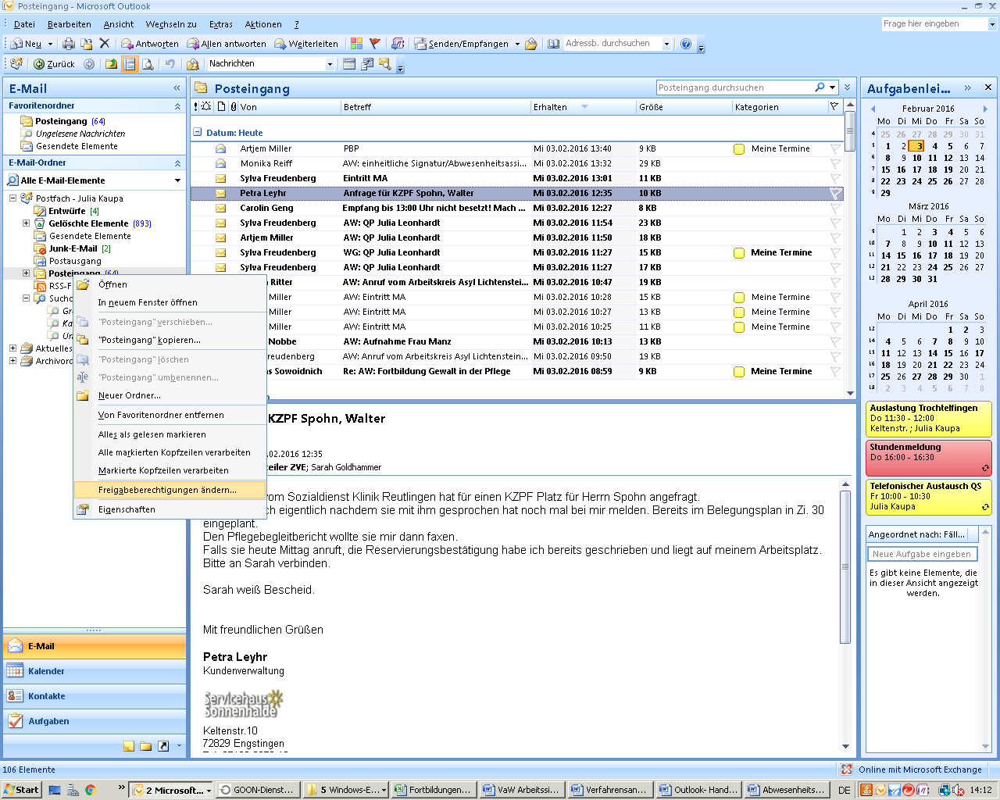 Posteingang - Microsoft Outlook
Datei Bearbeiten Ansicht Wechseln zu Extras Aktionen ?
Frage hier eingeben
Neu Antworten Allen antworten Weiterleiten Senden/Empfangen Adressb. durchsuchen
Zurück Nachrichten
E-Mail «
Favoritenordner
Posteingang (64)
Ungelesene Nachrichten
Gesendete Elemente
E-Mail-Ordner
Alle E-Mail-Elemente
Postfach - Julia Kaupa
Entwürfe [4]
Gelöschte Elemente (893)
Gesendete Elemente
Junk-E-Mail [2]
Postausgang
Posteingang (64)
RSS-F
Sucho
Gr
Ka
Un
Aktuelles
Archivord
Öffnen
In neuem Fenster öffnen
"Posteingang" verschieben...
"Posteingang" kopieren...
"Posteingang" löschen
"Posteingang" umbenennen...
Neuer Ordner...
Von Favoritenordner entfernen
Alles als gelesen markieren
Alle markierten Kopfzeilen verarbeiten
Markierte Kopfzeilen verarbeiten
Freigabeberechtigungen ändern...
Eigenschaften
E-Mail
Kalender
Kontakte
Aufgaben
Posteingang
Posteingang durchsuchen
Von Betreff Erhalten Größe Kategorien
Datum: Heute
Artjem Miller PBP Mi 03.02.2016 13:40 9 KB Meine Termine
Monika Reiff AW: einheitliche Signatur/Abwesenheitsassi... Mi 03.02.2016 13:32 29 KB
Sylva Freudenberg Eintritt MA Mi 03.02.2016 13:01 11 KB
Petra Leyhr Anfrage für KZPF Spohn, Walter Mi 03.02.2016 12:35 10 KB
Carolin Geng Empfang bis 13:00 Uhr nicht besetzt! Mach ... Mi 03.02.2016 12:27 8 KB
Sylva Freudenberg AW: QP Julia Leonhardt Mi 03.02.2016 11:54 23 KB
Artjem Miller AW: QP Julia Leonhardt Mi 03.02.2016 11:50 18 KB
Sylva Freudenberg WG: QP Julia Leonhardt Mi 03.02.2016 11:27 15 KB Meine Termine
Sylva Freudenberg AW: QP Julia Leonhardt Mi 03.02.2016 11:27 17 KB
Ritter AW: Anruf vom Arbeitskreis Asyl Lichtenstei... Mi 03.02.2016 10:47 19 KB
Miller AW: Eintritt MA Mi 03.02.2016 10:28 15 KB Meine Termine
Miller AW: Eintritt MA Mi 03.02.2016 10:27 13 KB Meine Termine
Miller AW: Eintritt MA Mi 03.02.2016 10:25 11 KB Meine Termine
Nobbe AW: Aufnahme Frau Manz Mi 03.02.2016 10:13 13 KB
Freudenberg AW: Anruf vom Arbeitskreis Asyl Lichtenstein... Mi 03.02.2016 09:50 19 KB
as Sowoidnich Re: AW: Fortbildung Gewalt in der Pflege Mi 03.02.2016 08:59 9 KB Meine Termine
KZPF Spohn, Walter
.02.2016 12:35
eiler ZVE; Sarah Goldhammer
vom Sozialdienst Klinik Reutlingen hat für einen KZPF Platz für Herrn Spohn angefragt.
ch eigentlich nachdem sie mit ihm gesprochen hat noch mal bei mir melden. Bereits im Belegungsplan in Zi. 30
eingeplant.
Den Pflegebegleitbericht wollte sie mir dann faxen.
Falls sie heute Mittag anruft, die Reservierungsbestätigung habe ich bereits geschrieben und liegt auf meinem Arbeitsplatz.
Bitte an Sarah verbinden.
Sarah weiß Bescheid.
Mit freundlichen Grüßen
Petra Leyhr
Kundenverwaltung
Servicehaus
Sonnenhalde
Keltenstr.10
72829 Engstingen
Aufgabenlei... » ×
Februar 2016
Mo Di Mi Do Fr Sa So
4 25 26 27 28 29 30 31
5 1 2 3 4 5 6 7
6 8 9 10 11 12 13 14
7 15 16 17 18 19 20 21
8 22 23 24 25 26 27 28
9 29
März 2016
Mo Di Mi Do Fr Sa So
9 1 2 3 4 5 6
10 7 8 9 10 11 12 13
11 14 15 16 17 18 19 20
12 21 22 23 24 25 26 27
13 28 29 30 31
April 2016
Mo Di Mi Do Fr Sa So
13 1 2 3
14 4 5 6 7 8 9 10
15 11 12 13 14 15 16 17
16 18 19 20 21 22 23 24
17 25 26 27 28 29 30 1
18 2 3 4 5 6 7 8
Auslastung Trochtelfingen
Do 11:30 - 12:00
Keltenstr. ; Julia Kaupa
Stundenmeldung
Do 16:00 - 16:30
Telefonischer Austausch QS
Fr 10:00 - 10:30
Julia Kaupa
Angeordnet nach: Fäll...
Neue Aufgabe eingeben
Es gibt keine Elemente, die
in dieser Ansicht angezeigt
werden.
106 Elemente
Online mit Microsoft Exchange
Start » 2 Microsoft... GOON-Dienst... 5 Windows-E... Fortbildungen... VaW Arbeitssi... Verfahrensan... Outlook- Hand... Abwesenheits... DE 14:12